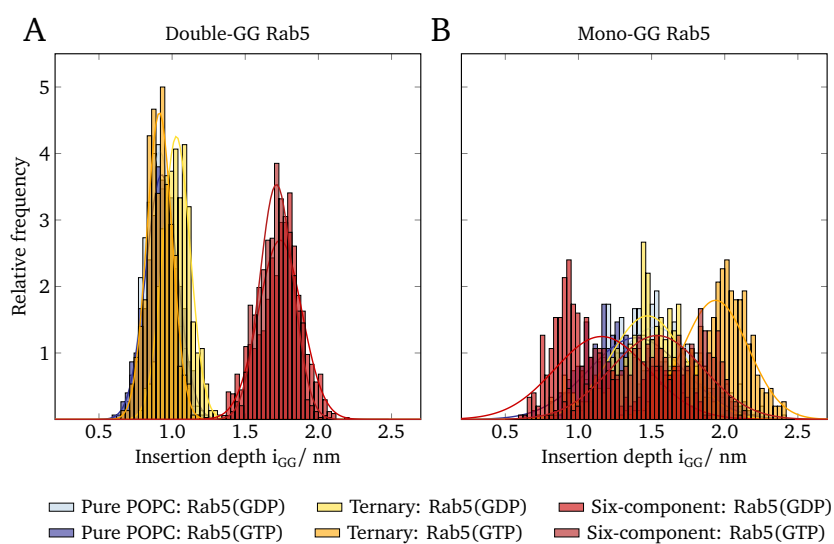 A
B
Double-GG Rab5
Mono-GG Rab5
Relative frequency
5
4
3
2
1
0.5 1.0 1.5 2.0 2.5
0.5 1.0 1.5 2.0 2.5
Insertion depth iGG/ nm
Insertion depth iGG/ nm
Pure POPC: Rab5(GDP) Ternary: Rab5(GDP) Six-component: Rab5(GDP)
Pure POPC: Rab5(GTP) Ternary: Rab5(GTP) Six-component: Rab5(GTP)